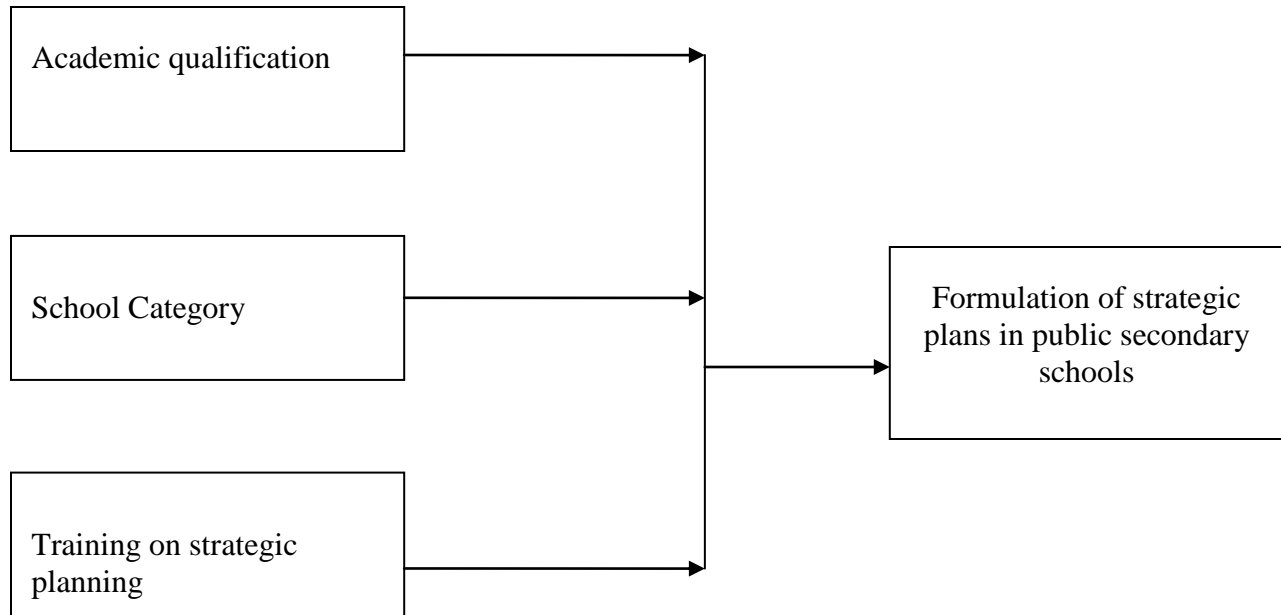 Academic qualification
School Category
Formulation of strategic
plans in public secondary
schools
Training on strategic
planning